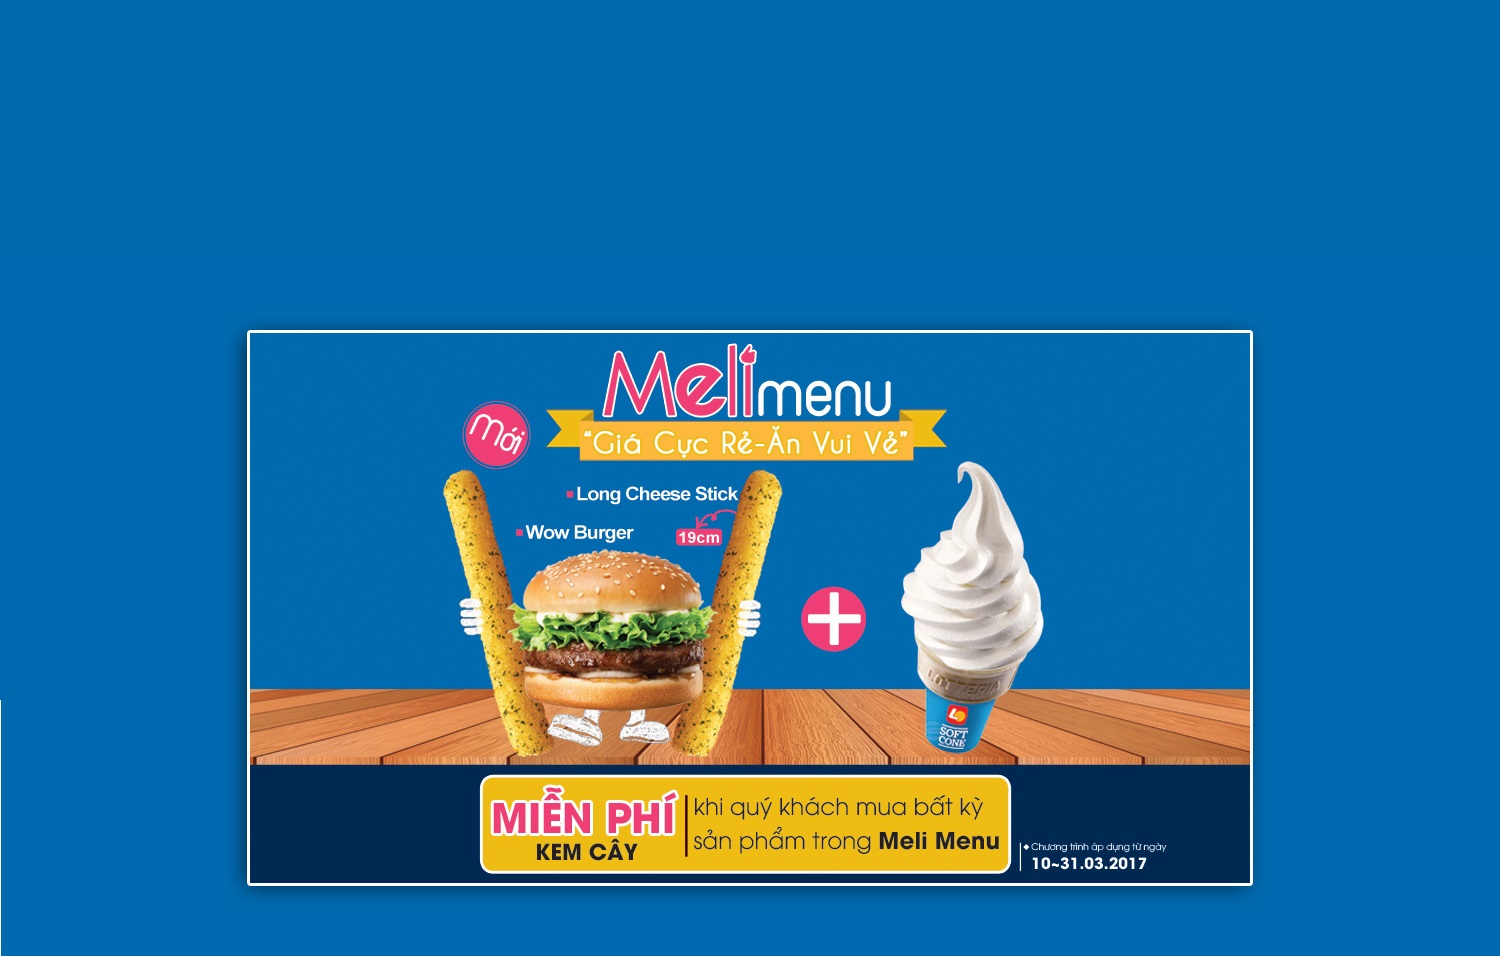 Meli menu
mới
“Giá Cực Rẻ-Ăn Vui Vẻ”
Long Cheese Stick
Wow Burger
19cm
LOTTERIA
SOFT
CONE
MIỄN PHÍ
KEM CÂY
khi quý khách mua bất kỳ
sản phẩm trong Meli Menu
Chương trình áp dụng từ ngày
10~31.03.2017